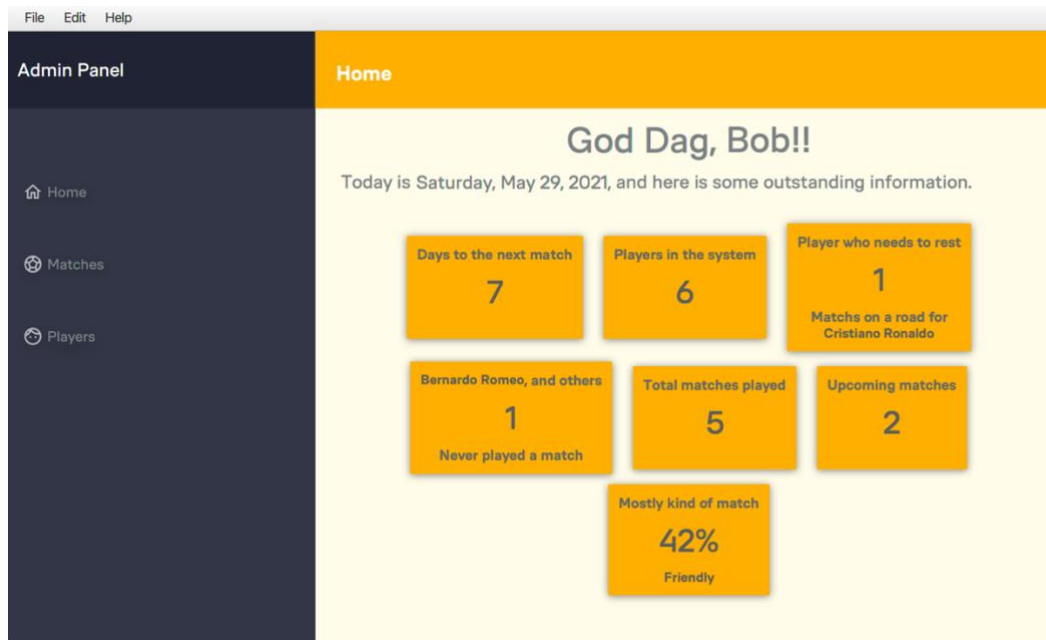 File Edit Help
Admin Panel
Home
Home
Matches
Players
God Dag, Bob!!
Today is Saturday, May 29, 2021, and here is some outstanding information.
Days to the next match
7
Players in the system
6
Player who needs to rest
1
Matchs on a road for
Cristiano Ronaldo
Bernardo Romeo, and others
1
Never played a match
Total matches played
5
Upcoming matches
2
Mostly kind of match
42%
Friendly